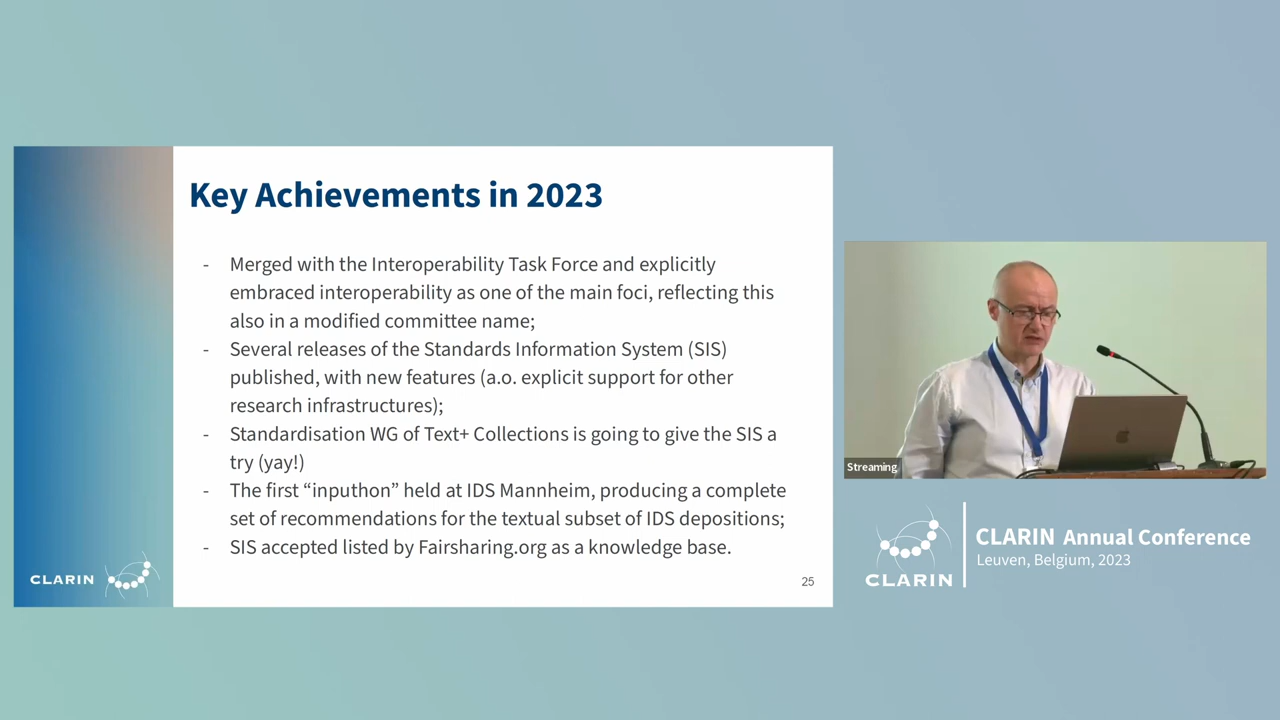 Key Achievements in 2023
- Merged with the Interoperability Task Force and explicitly
embraced interoperability as one of the main foci, reflecting this
also in a modified committee name;
- Several releases of the Standards Information System (SIS)
published, with new features (a.o. explicit support for other
research infrastructures);
- Standardisation WG of Text+ Collections is going to give the SIS a
try (yay!)
- The first “inputhon” held at IDS Mannheim, producing a complete
set of recommendations for the textual subset of IDS depositions;
- SIS accepted listed by Fairsharing.org as a knowledge base.
CLARIN
25
Streaming
CLARIN
CLARIN Annual Conference
Leuven, Belgium, 2023